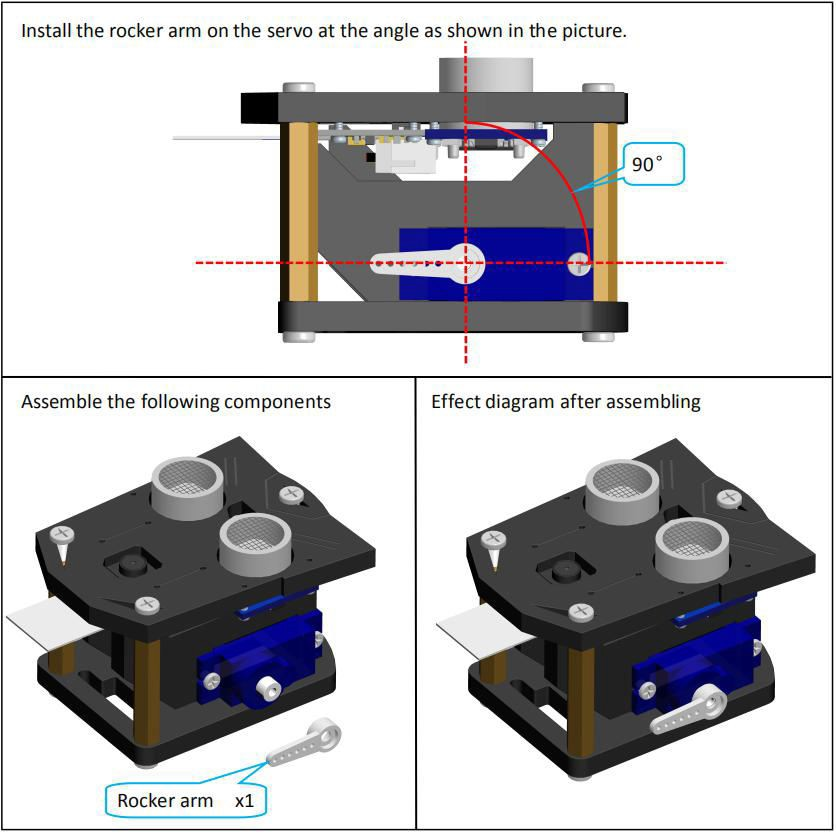 Install the rocker arm on the servo at the angle as shown in the picture.
90°
Assemble the following components
Rocker arm x1
Effect diagram after assembling